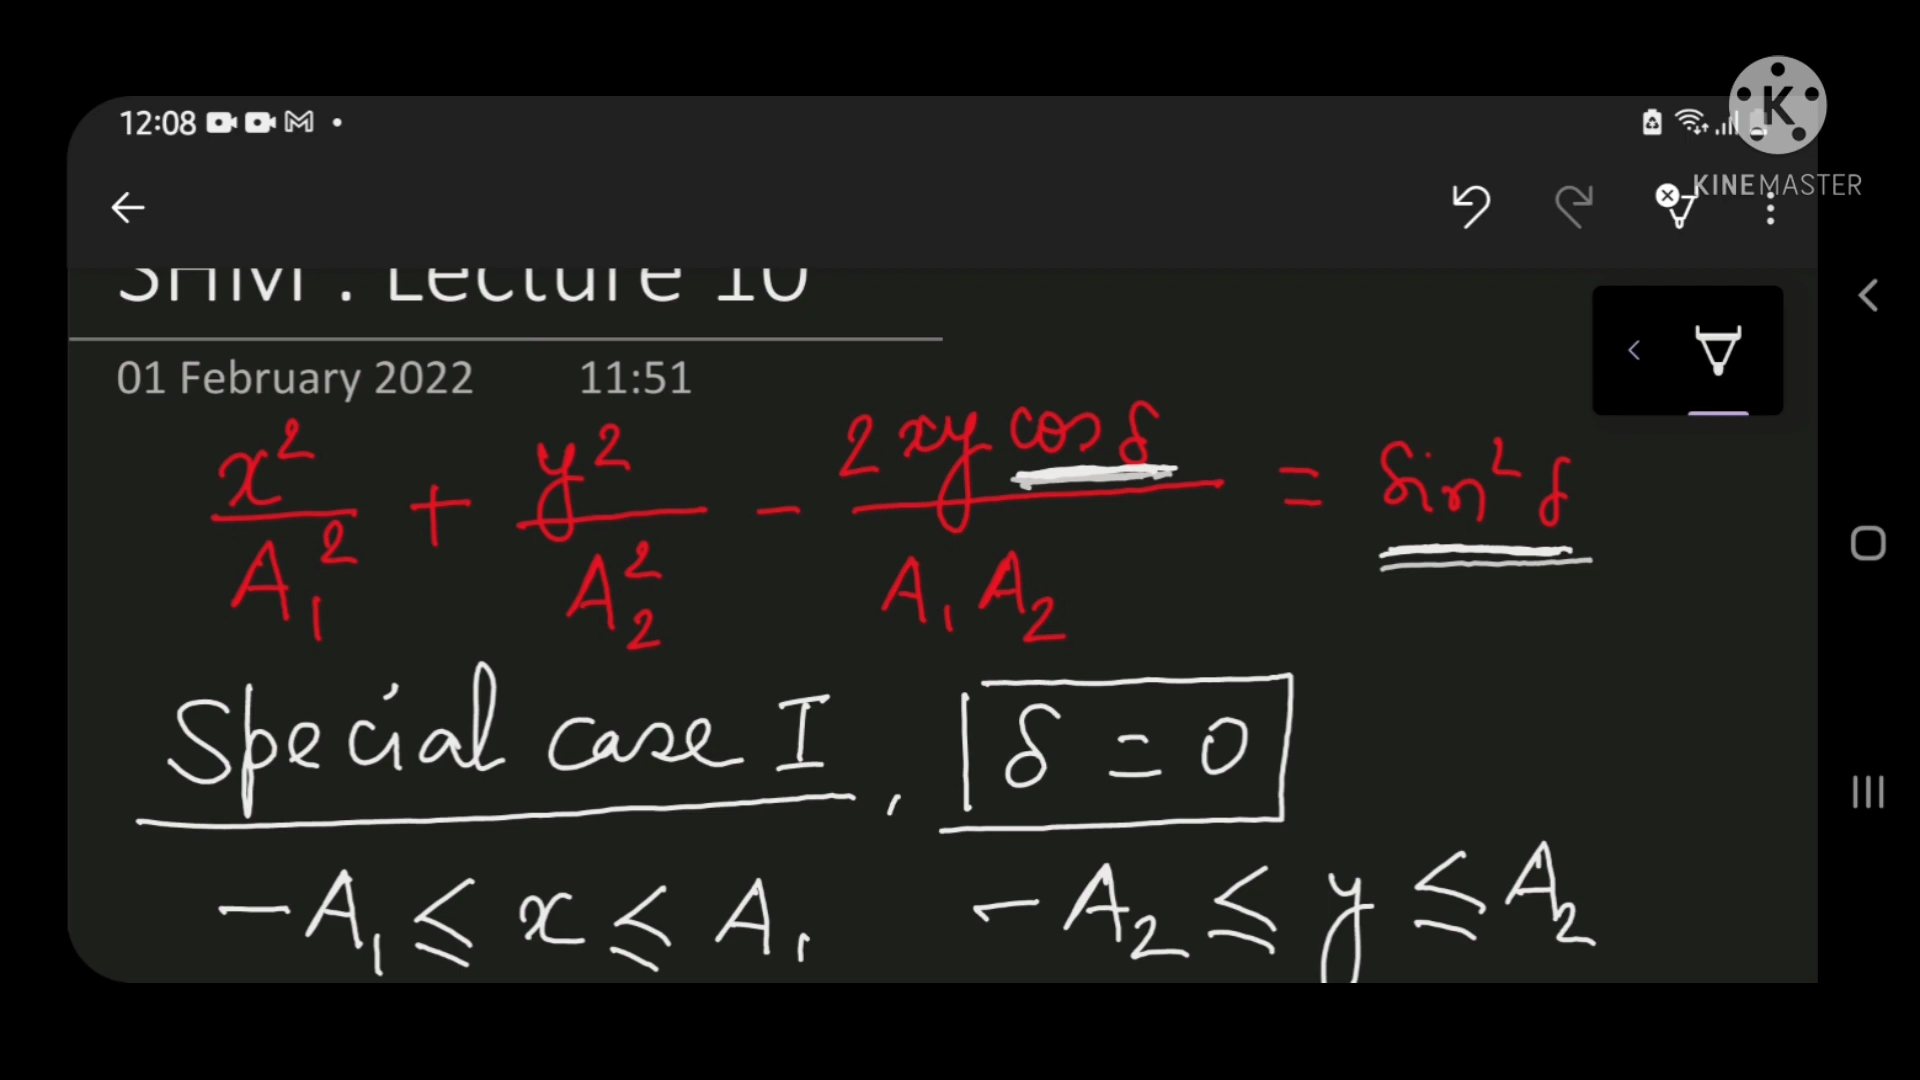 12:08
KINEMASTER
SHM : Lecture 10
01 February 2022 11:51
x²/A₁² + y²/A₂² - 2xy cos δ/A₁A₂ = sin²δ
Special case I, δ = 0
-A₁ ≤ x ≤ A₁ -A₂ ≤ y ≤ A₂